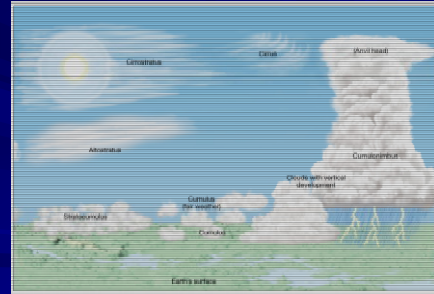 Cirrus
(Anvil head)
Cirrostratus
Altostratus
Cumulonimbus
Clouds with vertical
development
Cumulus
(fair weather)
Stratocumulus
Cumulus
Earth's surface